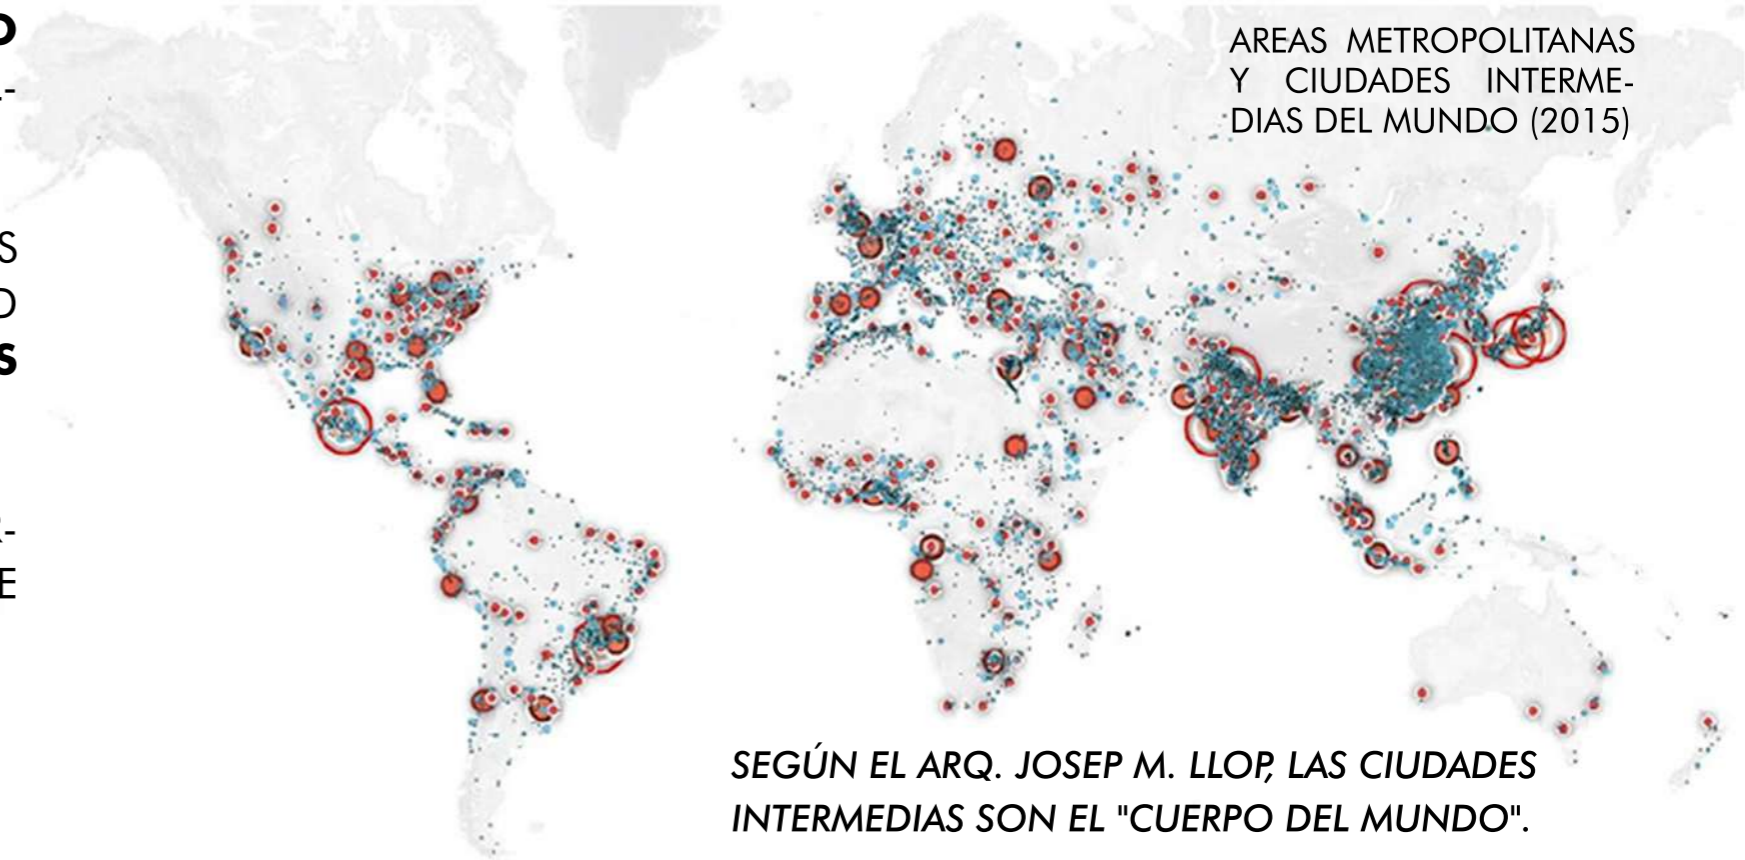 O
-
S
D
S
R-
E
AREAS METROPOLITANAS
Y CIUDADES INTERME-
DIAS DEL MUNDO (2015)
SEGÚN EL ARQ. JOSEP M. LLOP, LAS CIUDADES
INTERMEDIAS SON EL "CUERPO DEL MUNDO".